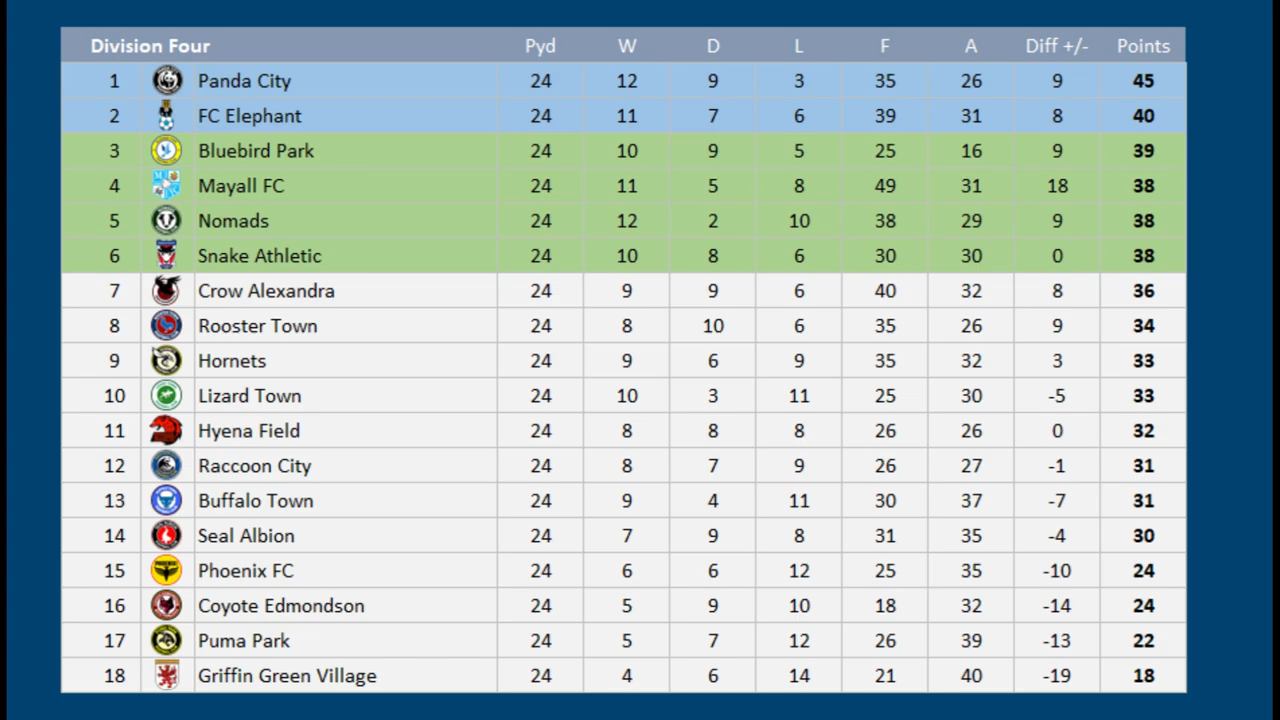 Division Four Pyd W D L F A Diff +/- Points
1 Panda City 24 12 9 3 35 26 9 45
2 FC Elephant 24 11 7 6 39 31 8 40
3 Bluebird Park 24 10 9 5 25 16 9 39
4 Mayall FC 24 11 5 8 49 31 18 38
5 Nomads 24 12 2 10 38 29 9 38
6 Snake Athletic 24 10 8 6 30 30 0 38
7 Crow Alexandra 24 9 9 6 40 32 8 36
8 Rooster Town 24 8 10 6 35 26 9 34
9 Hornets 24 9 6 9 35 32 3 33
10 Lizard Town 24 10 3 11 25 30 -5 33
11 Hyena Field 24 8 8 8 26 26 0 32
12 Raccoon City 24 8 7 9 26 27 -1 31
13 Buffalo Town 24 9 4 11 30 37 -7 31
14 Seal Albion 24 7 9 8 31 35 -4 30
15 Phoenix FC 24 6 6 12 25 35 -10 24
16 Coyote Edmondson 24 5 9 10 18 32 -14 24
17 Puma Park 24 5 7 12 26 39 -13 22
18 Griffin Green Village 24 4 6 14 21 40 -19 18